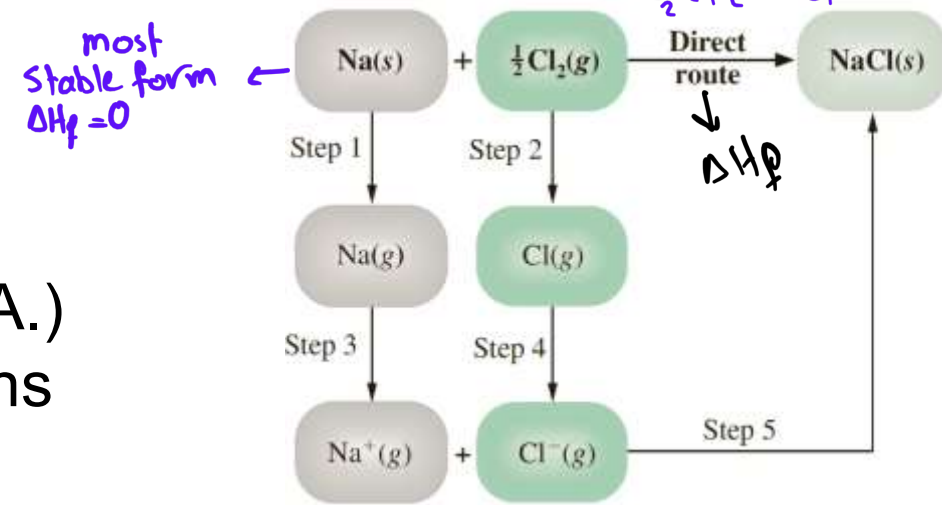 most
Stable form ←
ΔHf = 0
Na(s) + ½Cl₂(g)
Direct
route
↓
ΔHf
NaCl(s)
Step 1
Step 2
Na(g)
Cl(g)
A.)
ns
Step 3
Step 4
Na⁺(g) + Cl⁻(g)
Step 5